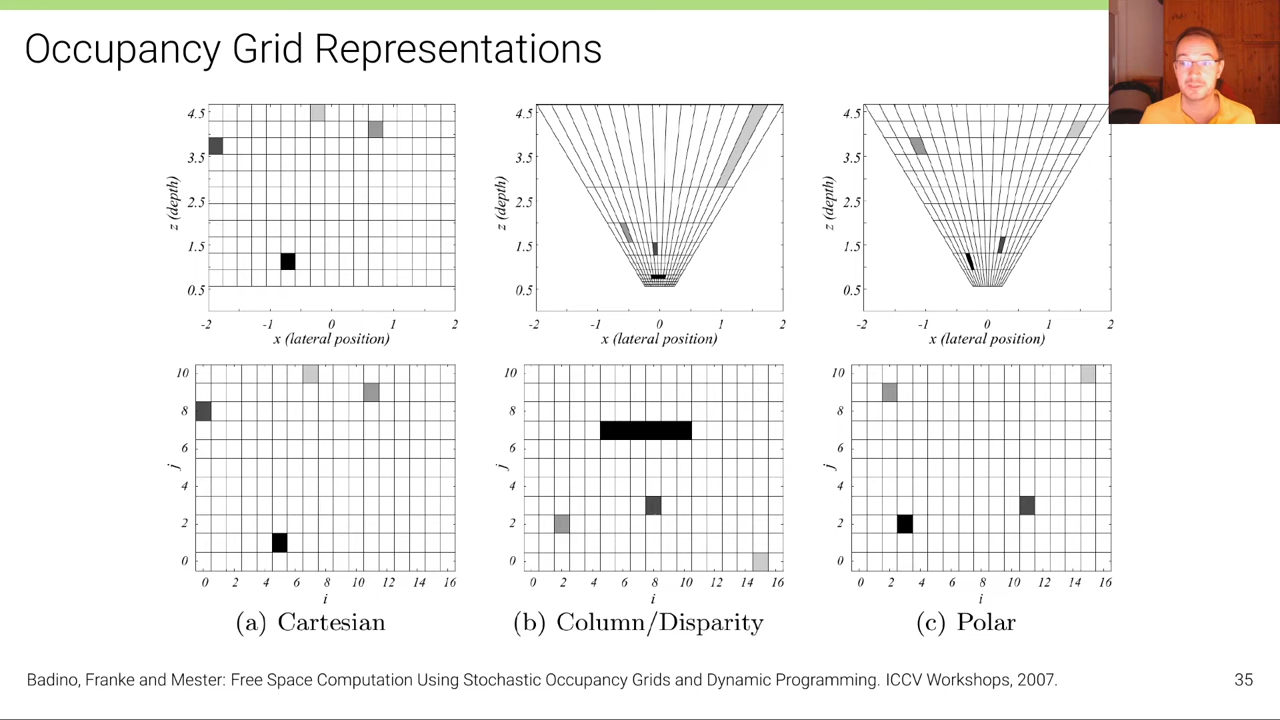 Occupancy Grid Representations
4.5
3.5
2.5
1.5
0.5
z (depth)
-2 -1 0 1 2
x (lateral position)
4.5
3.5
2.5
1.5
0.5
z (depth)
-2 -1 0 1 2
x (lateral position)
4.5
3.5
2.5
1.5
0.5
z (depth)
-2 -1 0 1 2
x (lateral position)
10
8
6
4
2
0
j
0 2 4 6 8 10 12 14 16
i
(a) Cartesian
10
8
6
4
2
0
j
0 2 4 6 8 10 12 14 16
i
(b) Column/Disparity
10
8
6
4
2
0
j
0 2 4 6 8 10 12 14 16
i
(c) Polar
Badino, Franke and Mester: Free Space Computation Using Stochastic Occupancy Grids and Dynamic Programming. ICCV Workshops, 2007.
35